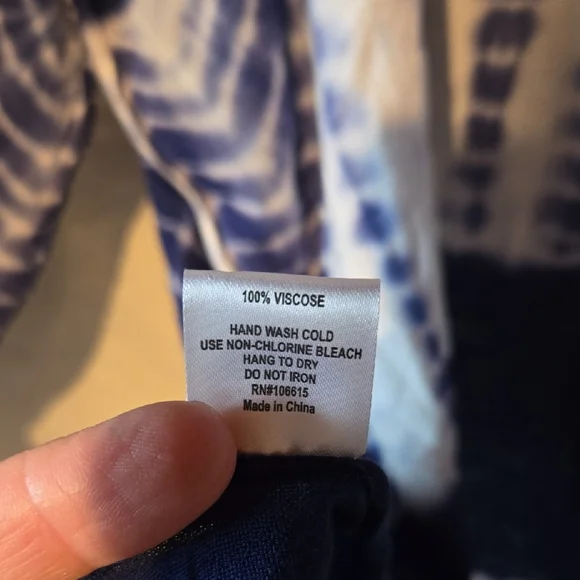 100% VISCOSE
HAND WASH COLD
USE NON-CHLORINE BLEACH
HANG TO DRY
DO NOT IRON
RN#106615
Made in China